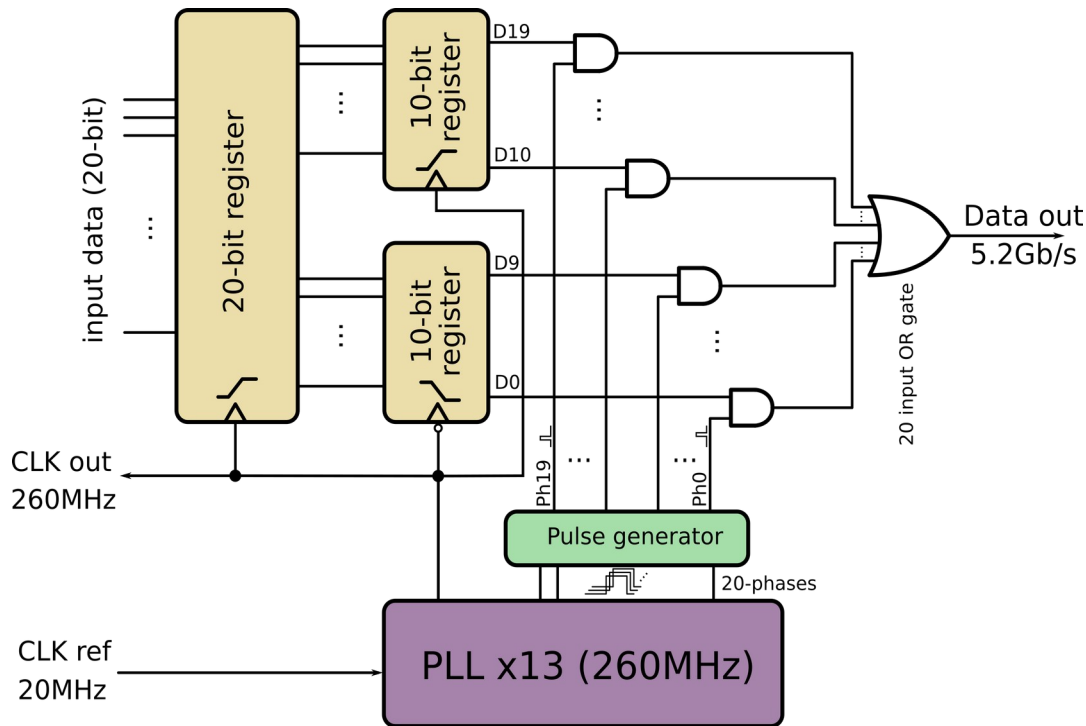 input data (20-bit)
...
20-bit register
...
10-bit
register
D19
D10
...
...
10-bit
register
D9
D0
...
20 input OR gate
Data out
5.2Gb/s
CLK out
260MHz
Ph19
...
...
Ph0
Pulse generator
20-phases
CLK ref
20MHz
PLL x13 (260MHz)